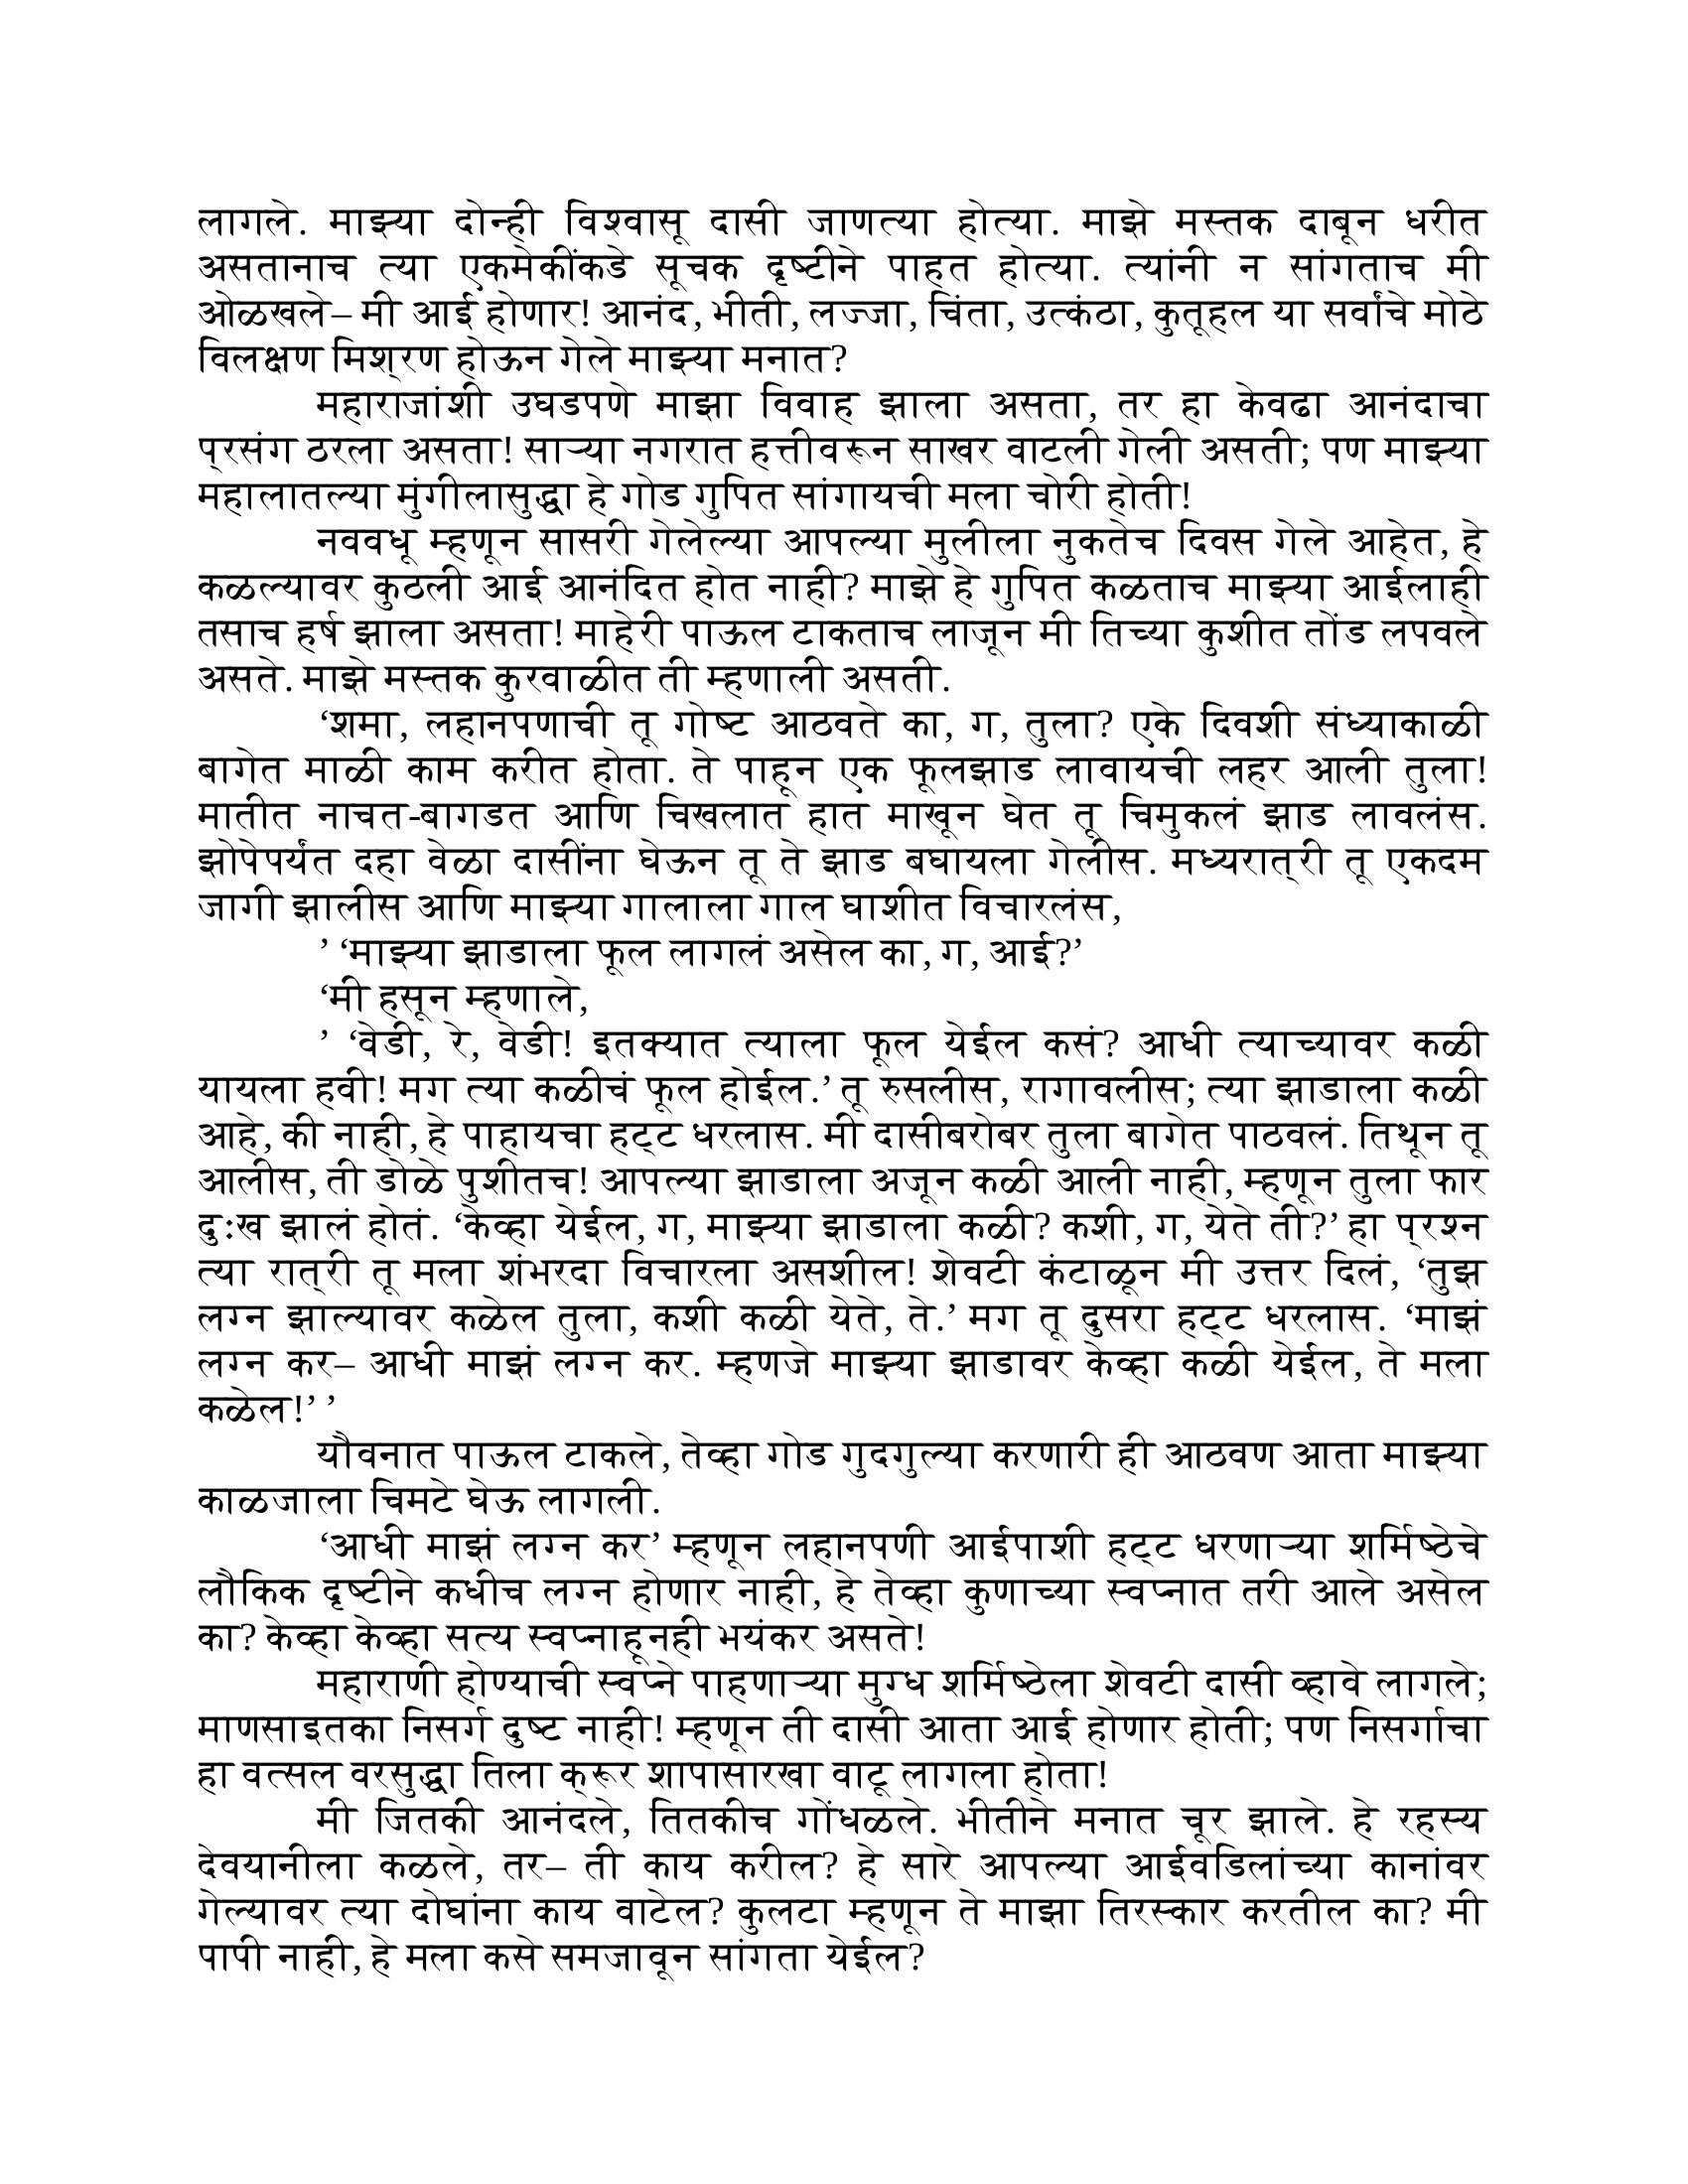 लागले. माझ्या दोन्ही विश्वासू दासी जाणत्या होत्या. माझे मस्तक दाबून धरीत
असतानाच त्या एकमेकींकडे सूचक दृष्टीने पाहत होत्या. त्यांनी न सांगताच मी
ओळखले– मी आई होणार! आनंद, भीती, लज्जा, चिंता, उत्कंठा, कुतूहल या सर्वांचे मोठे
विलक्षण मिश्रण होऊन गेले माझ्या मनात?
महाराजांशी उघडपणे माझा विवाह झाला असता, तर हा केवढा आनंदाचा
प्रसंग ठरला असता! साऱ्या नगरात हत्तीवरून साखर वाटली गेली असती; पण माझ्या
महालातल्या मुंगीलासुद्धा हे गोड गुपित सांगायची मला चोरी होती!
नववधू म्हणून सासरी गेलेल्या आपल्या मुलीला नुकतेच दिवस गेले आहेत, हे
कळल्यावर कुठली आई आनंदित होत नाही? माझे हे गुपित कळताच माझ्या आईलाही
तसाच हर्ष झाला असता! माहेरी पाऊल टाकताच लाजून मी तिच्या कुशीत तोंड लपवले
असते. माझे मस्तक कुरवाळीत ती म्हणाली असती.
‘शमा, लहानपणाची तू गोष्ट आठवते का, ग, तुला? एके दिवशी संध्याकाळी
बागेत माळी काम करीत होता. ते पाहून एक फूलझाड लावायची लहर आली तुला!
मातीत नाचत-बागडत आणि चिखलात हात माखून घेत तू चिमुकलं झाड लावलंस.
झोपेपर्यंत दहा वेळा दासींना घेऊन तू ते झाड बघायला गेलीस. मध्यरात्री तू एकदम
जागी झालीस आणि माझ्या गालाला गाल घाशीत विचारलंस,
’ ‘माझ्या झाडाला फूल लागलं असेल का, ग, आई?’
‘मी हसून म्हणाले,
’ ‘वेडी, रे, वेडी! इतक्यात त्याला फूल येईल कसं? आधी त्याच्यावर कळी
यायला हवी! मग त्या कळीचं फूल होईल.’ तू रुसलीस, रागावलीस; त्या झाडाला कळी
आहे, की नाही, हे पाहायचा हट्ट धरलास. मी दासीबरोबर तुला बागेत पाठवलं. तिथून तू
आलीस, ती डोळे पुशीतच! आपल्या झाडाला अजून कळी आली नाही, म्हणून तुला फार
दुःख झालं होतं. ‘केव्हा येईल, ग, माझ्या झाडाला कळी? कशी, ग, येते ती?’ हा प्रश्न
त्या रात्री तू मला शंभरदा विचारला असशील! शेवटी कंटाळून मी उत्तर दिलं, ‘तुझ
लग्न झाल्यावर कळेल तुला, कशी कळी येते, ते.’ मग तू दुसरा हट्ट धरलास. ‘माझं
लग्न कर– आधी माझं लग्न कर. म्हणजे माझ्या झाडावर केव्हा कळी येईल, ते मला
कळेल!’ ’
यौवनात पाऊल टाकले, तेव्हा गोड गुदगुल्या करणारी ही आठवण आता माझ्या
काळजाला चिमटे घेऊ लागली.
‘आधी माझं लग्न कर’ म्हणून लहानपणी आईपाशी हट्ट धरणाऱ्या शर्मिष्ठेचे
लौकिक दृष्टीने कधीच लग्न होणार नाही, हे तेव्हा कुणाच्या स्वप्नात तरी आले असेल
का? केव्हा केव्हा सत्य स्वप्नाहूनही भयंकर असते!
महाराणी होण्याची स्वप्ने पाहणाऱ्या मुग्ध शर्मिष्ठेला शेवटी दासी व्हावे लागले;
माणसाइतका निसर्ग दुष्ट नाही! म्हणून ती दासी आता आई होणार होती; पण निसर्गाचा
हा वत्सल वरसुद्धा तिला क्रूर शापासारखा वाटू लागला होता!
मी जितकी आनंदले, तितकीच गोंधळले. भीतीने मनात चूर झाले. हे रहस्य
देवयानीला कळले, तर– ती काय करील? हे सारे आपल्या आईवडिलांच्या कानांवर
गेल्यावर त्या दोघांना काय वाटेल? कुलटा म्हणून ते माझा तिरस्कार करतील का? मी
पापी नाही, हे मला कसे समजावून सांगता येईल?